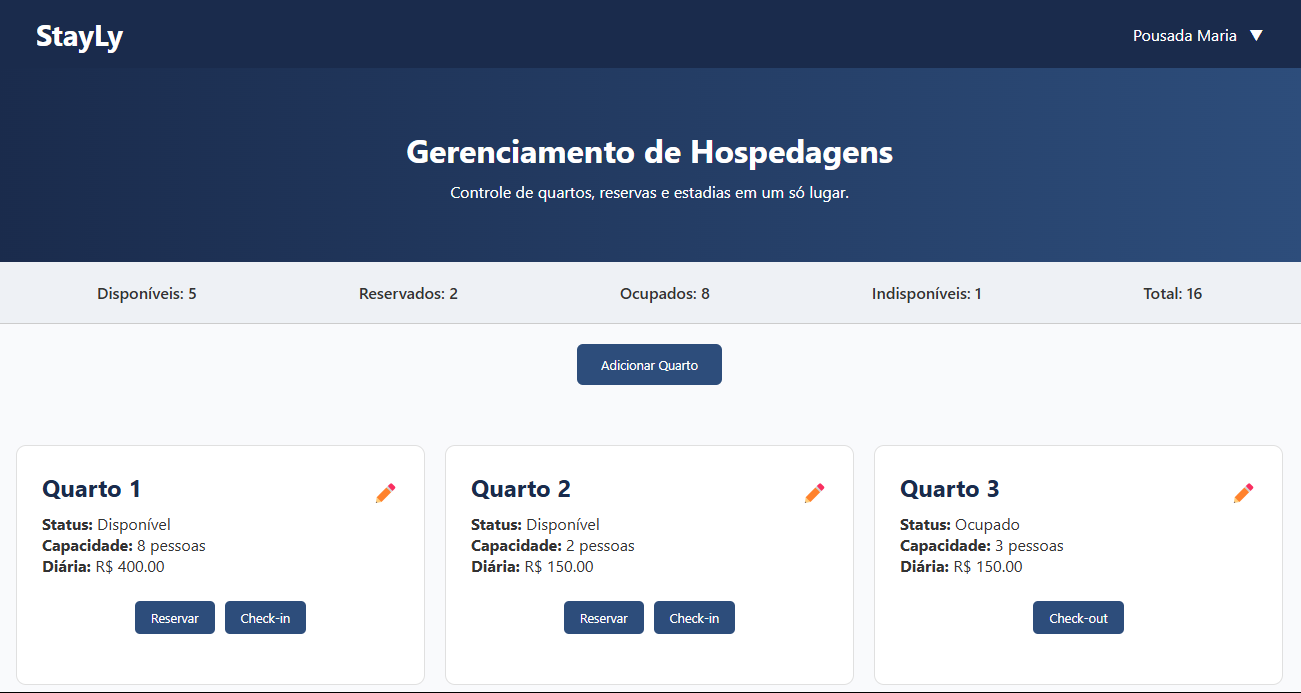 StayLy
Pousada Maria ▼
Gerenciamento de Hospedagens
Controle de quartos, reservas e estadias em um só lugar.
Disponíveis: 5
Reservados: 2
Ocupados: 8
Indisponíveis: 1
Total: 16
Adicionar Quarto
Quarto 1
Status: Disponível
Capacidade: 8 pessoas
Diária: R$ 400.00
Reservar
Check-in
Quarto 2
Status: Disponível
Capacidade: 2 pessoas
Diária: R$ 150.00
Reservar
Check-in
Quarto 3
Status: Ocupado
Capacidade: 3 pessoas
Diária: R$ 150.00
Check-out